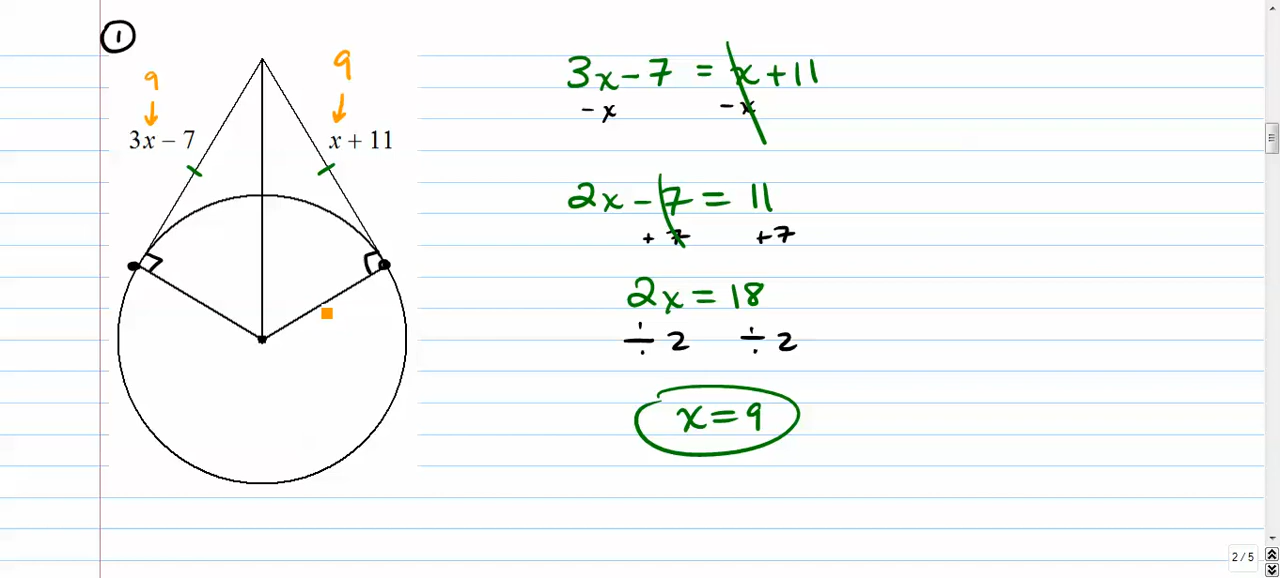 ①
9 9
↓ ↓
3x − 7 x + 11
3x − 7 = x + 11
− x − x
2x − 7 = 11
+ 7 + 7
2x = 18
÷ 2 ÷ 2
x = 9
2 / 5